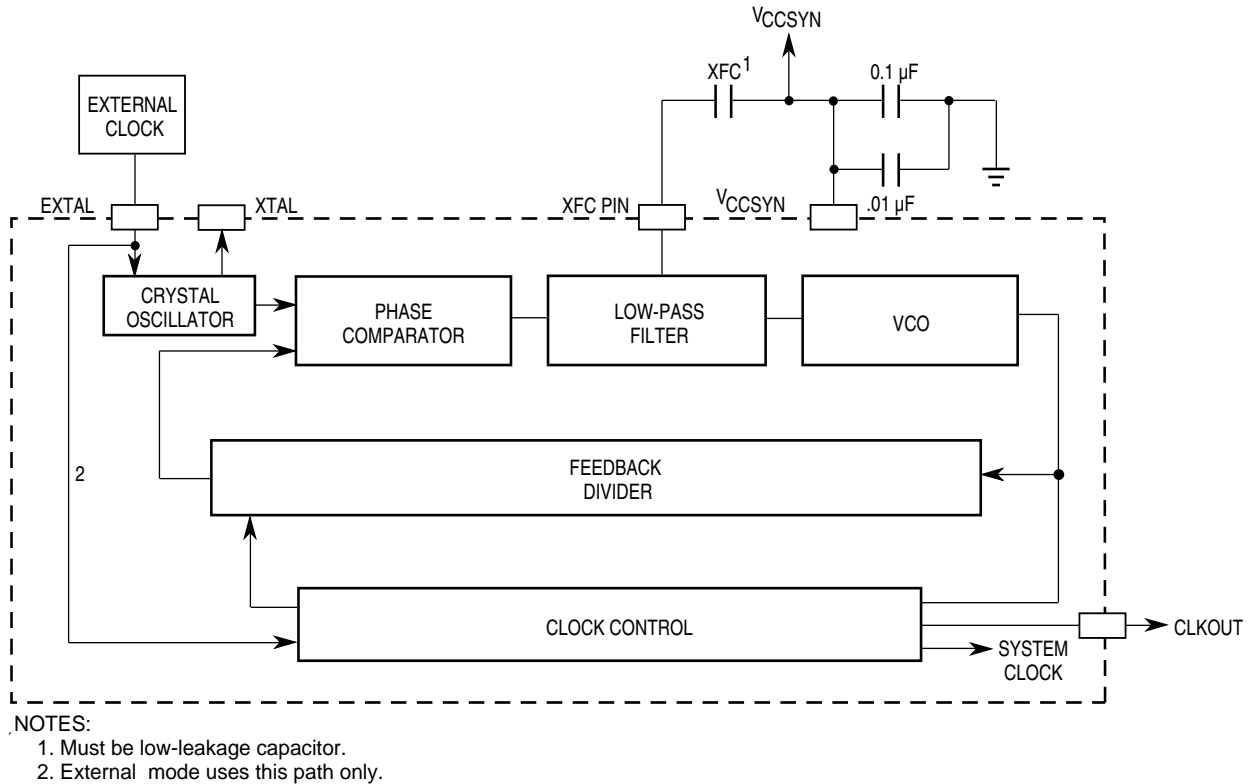 VCCSYN
XFC1
0.1 µF
EXTERNAL
CLOCK
.01 µF
EXTAL
XTAL
XFC PIN
VCCSYN
CRYSTAL
OSCILLATOR
PHASE
COMPARATOR
LOW-PASS
FILTER
VCO
2
FEEDBACK
DIVIDER
CLOCK CONTROL
CLKOUT
SYSTEM
CLOCK
NOTES:
1. Must be low-leakage capacitor.
2. External mode uses this path only.